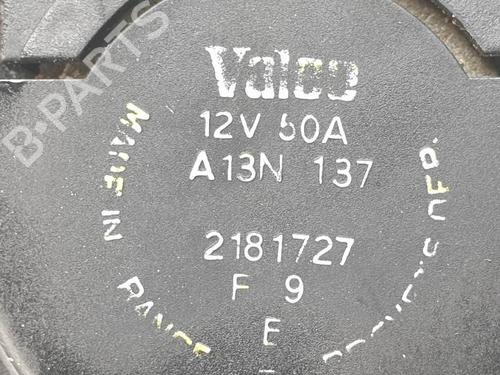 Valeo
12V 50A
A13N 137
MADE IN
2181727
F 9
E
B-PARTS